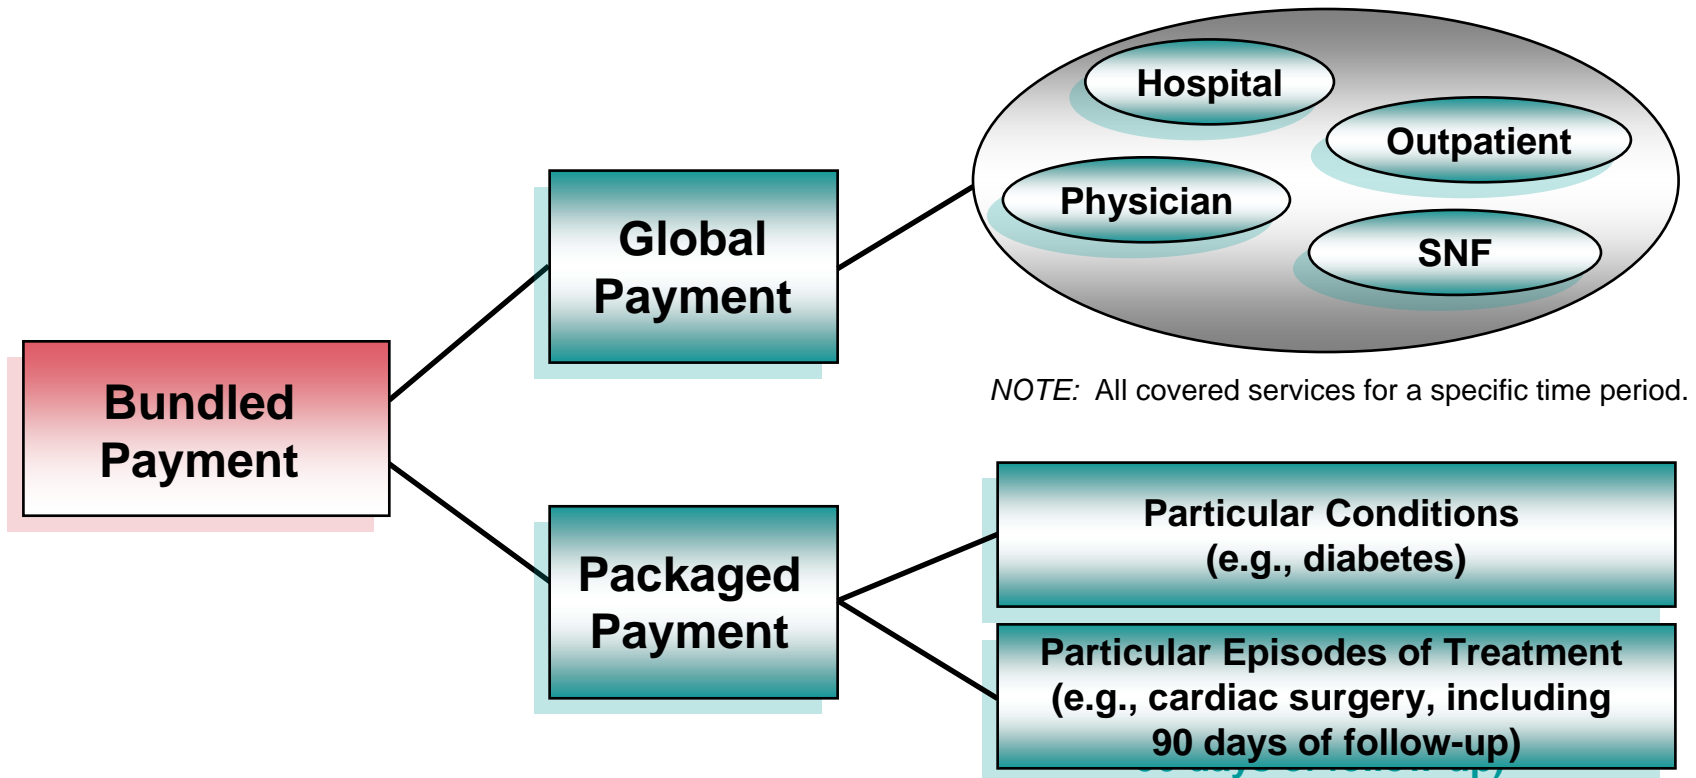 Hospital
Outpatient
Physician
SNF
Global
Payment
NOTE: All covered services for a specific time period.
Bundled
Payment
Particular Conditions
(e.g., diabetes)
Packaged
Payment
Particular Episodes of Treatment
(e.g., cardiac surgery, including
90 days of follow-up)